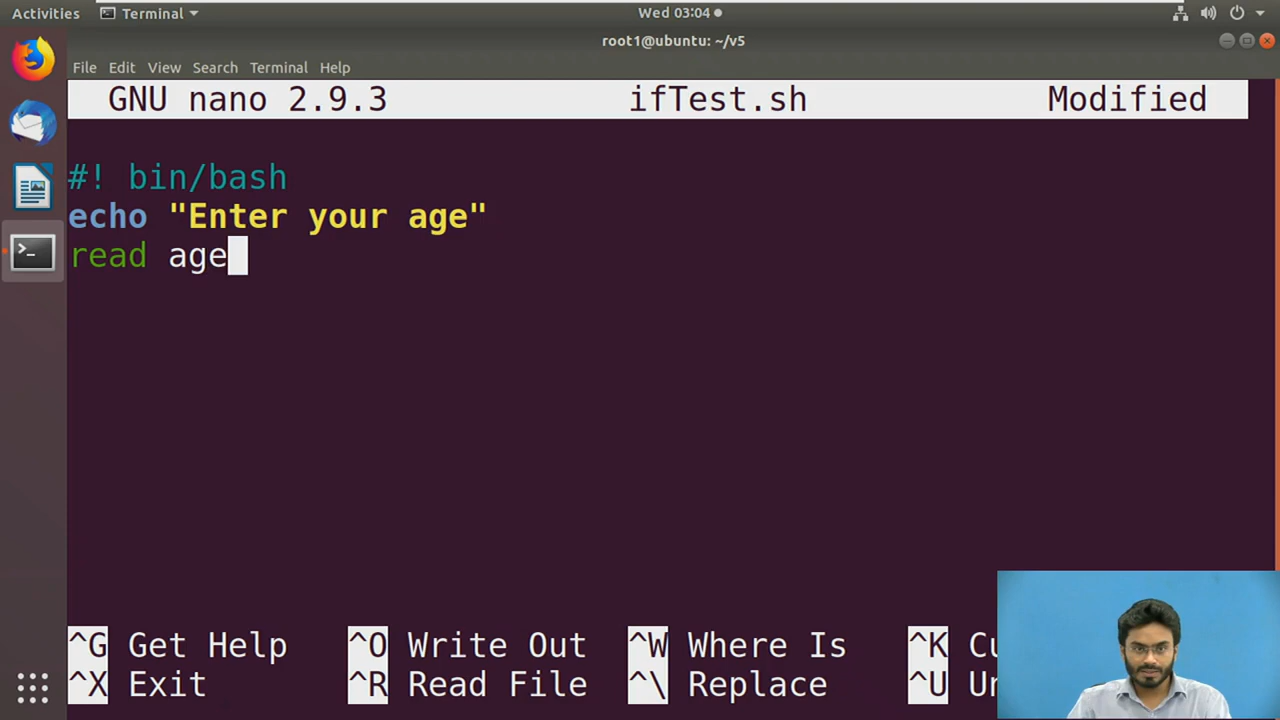 Activities Terminal Wed 03:04
root1@ubuntu: ~/v5
File Edit View Search Terminal Help
GNU nano 2.9.3 ifTest.sh Modified
#! bin/bash
echo "Enter your age"
read age
^G Get Help ^O Write Out ^W Where Is ^K
^X Exit ^R Read File ^\ Replace ^U